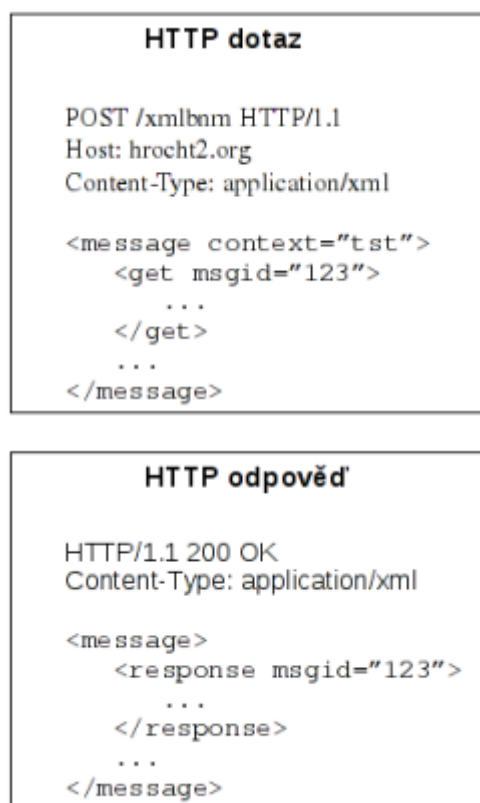 HTTP dotaz
POST /xmlbnm HTTP/1.1
Host: hrocht2.org
Content-Type: application/xml
<message context="tst">
<get msgid="123">
...
</get>
...
</message>
HTTP odpověď
HTTP/1.1 200 OK
Content-Type: application/xml
<message>
<response msgid="123">
...
</response>
...
</message>